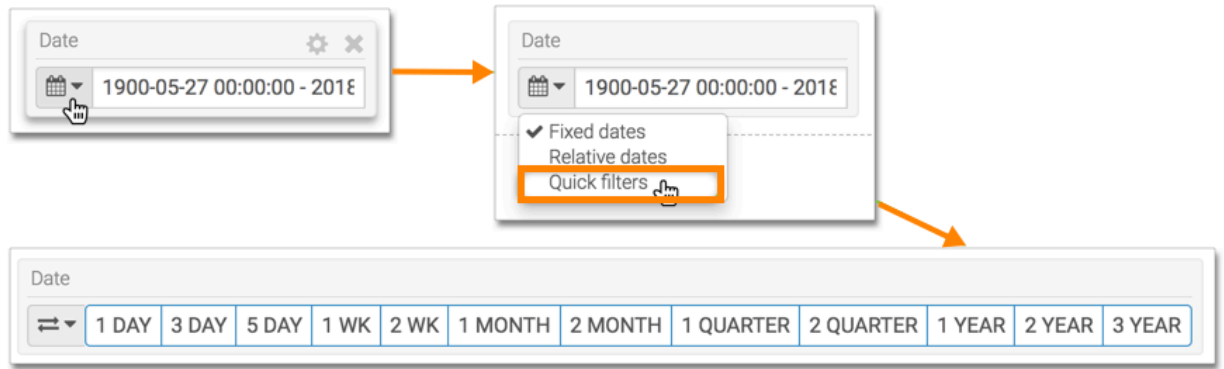 Date
1900-05-27 00:00:00 - 2018
Date
1900-05-27 00:00:00 - 2018
Fixed dates
Relative dates
Quick filters
Date
1 DAY 3 DAY 5 DAY 1 WK 2 WK 1 MONTH 2 MONTH 1 QUARTER 2 QUARTER 1 YEAR 2 YEAR 3 YEAR